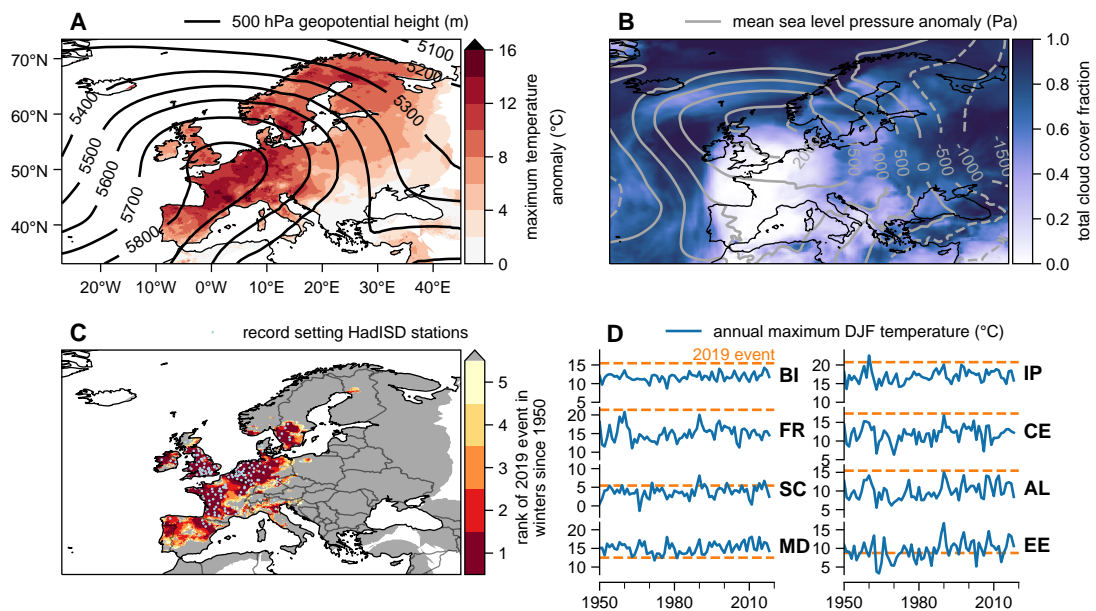 A
500 hPa geopotential height (m)
70°N
60°N
50°N
40°N
20°W
10°W
0°W
10°E
20°E
30°E
40°E
5100
5200
5300
5400
5500
5600
5700
5800
16
12
8
4
0
maximum temperature
anomaly (°C)
B
mean sea level pressure anomaly (Pa)
500
0
-500
-1000
-1500
1.0
0.8
0.6
0.4
0.2
0.0
total cloud cover fraction
C
record setting HadISD stations
5
4
3
2
1
rank of 2019 event in
winters since 1950
D
annual maximum DJF temperature (°C)
2019 event
15
10
BI
20
15
10
IP
20
15
10
FR
15
10
CE
10
5
0
SC
15
10
5
AL
15
10
MD
15
10
5
EE
1950
1980
2010
1950
1980
2010